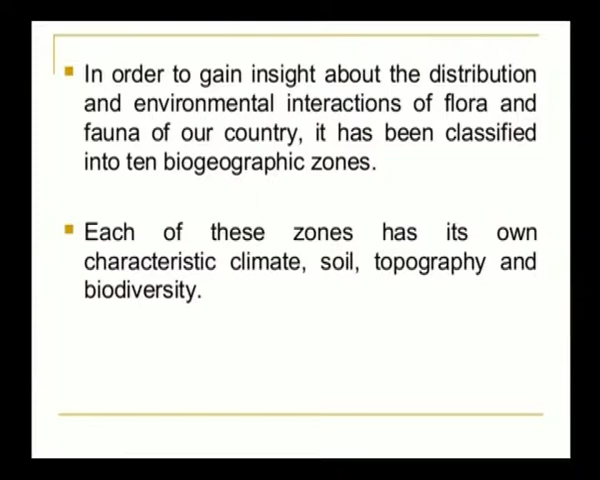 In order to gain insight about the distribution
and environmental interactions of flora and
fauna of our country, it has been classified
into ten biogeographic zones.
Each of these zones has its own
characteristic climate, soil, topography and
biodiversity.